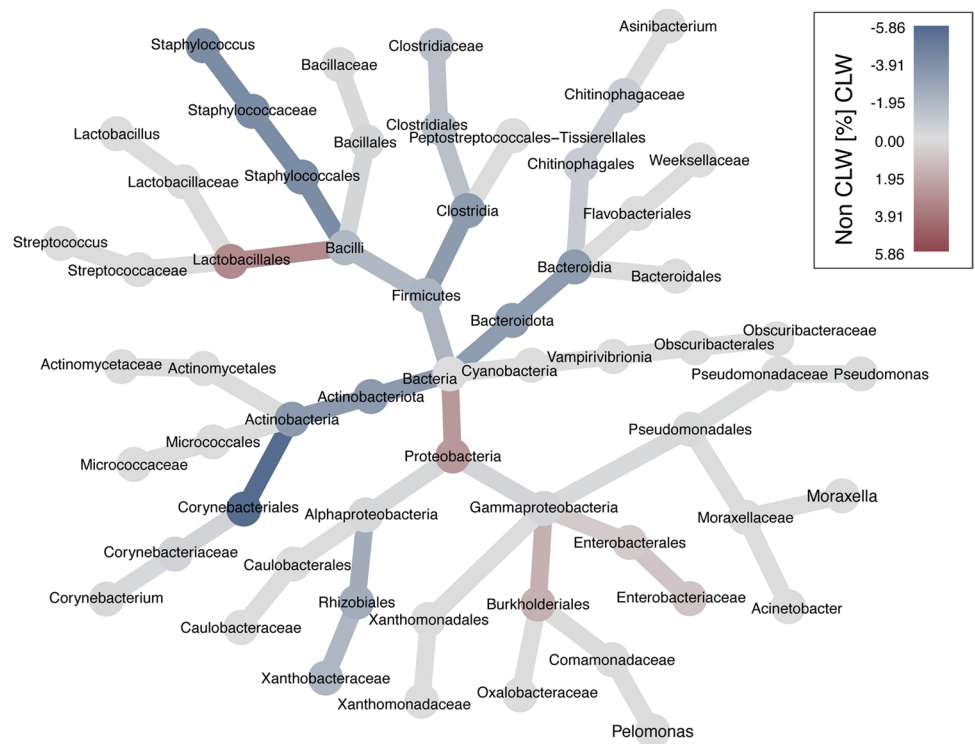 Asinibacterium
Staphylococcus
Clostridiaceae
Bacillaceae
Chitinophagaceae
Staphylococcaceae
Clostridiales
Lactobacillus
Peptostreptococcales–Tissierellales
Bacillales
Chitinophagales
Weeksellaceae
Staphylococcales
Lactobacillaceae
Clostridia
Flavobacteriales
Streptococcus
Bacilli
Lactobacillales
Streptococcaceae
Bacteroidia
Bacteroidales
Firmicutes
Bacteroidota
Obscuribacteraceae
Obscuribacterales
Vampirivibrionia
Actinomycetaceae
Actinomycetales
Cyanobacteria
Bacteria
Pseudomonadaceae
Pseudomonas
Actinobacteriota
Actinobacteria
Pseudomonadales
Micrococcales
Proteobacteria
Micrococcaceae
Moraxella
Corynebacteriales
Alphaproteobacteria
Gammaproteobacteria
Moraxellaceae
Enterobacterales
Corynebacteriaceae
Caulobacterales
Corynebacterium
Enterobacteriaceae
Rhizobiales
Burkholderiales
Acinetobacter
Xanthomonadales
Caulobacteraceae
Comamonadaceae
Xanthobacteraceae
Oxalobacteraceae
Xanthomonadaceae
Pelomonas
Non CLW [%] CLW
-5.86
-3.91
-1.95
0.00
1.95
3.91
5.86